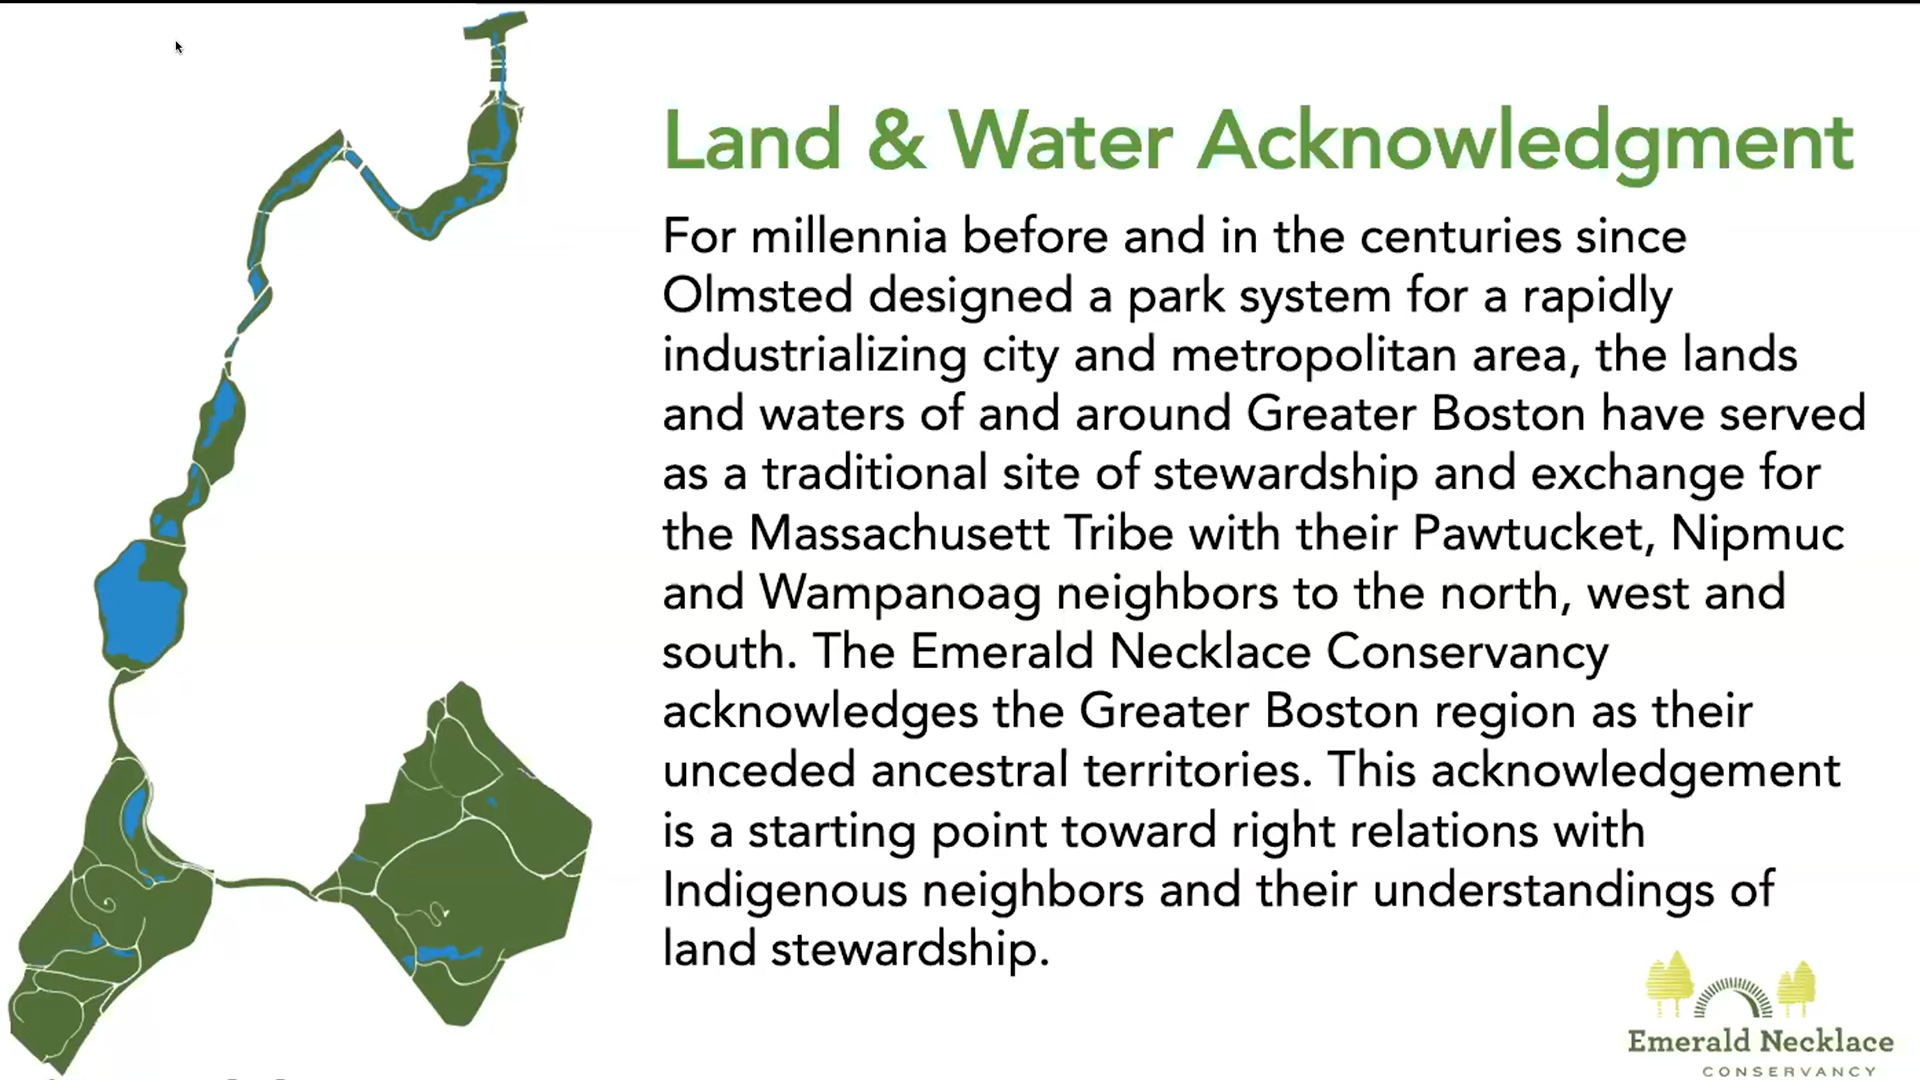 Land & Water Acknowledgment
For millennia before and in the centuries since
Olmsted designed a park system for a rapidly
industrializing city and metropolitan area, the lands
and waters of and around Greater Boston have served
as a traditional site of stewardship and exchange for
the Massachusett Tribe with their Pawtucket, Nipmuc
and Wampanoag neighbors to the north, west and
south. The Emerald Necklace Conservancy
acknowledges the Greater Boston region as their
unceded ancestral territories. This acknowledgement
is a starting point toward right relations with
Indigenous neighbors and their understandings of
land stewardship.
Emerald Necklace
CONSERVANCY